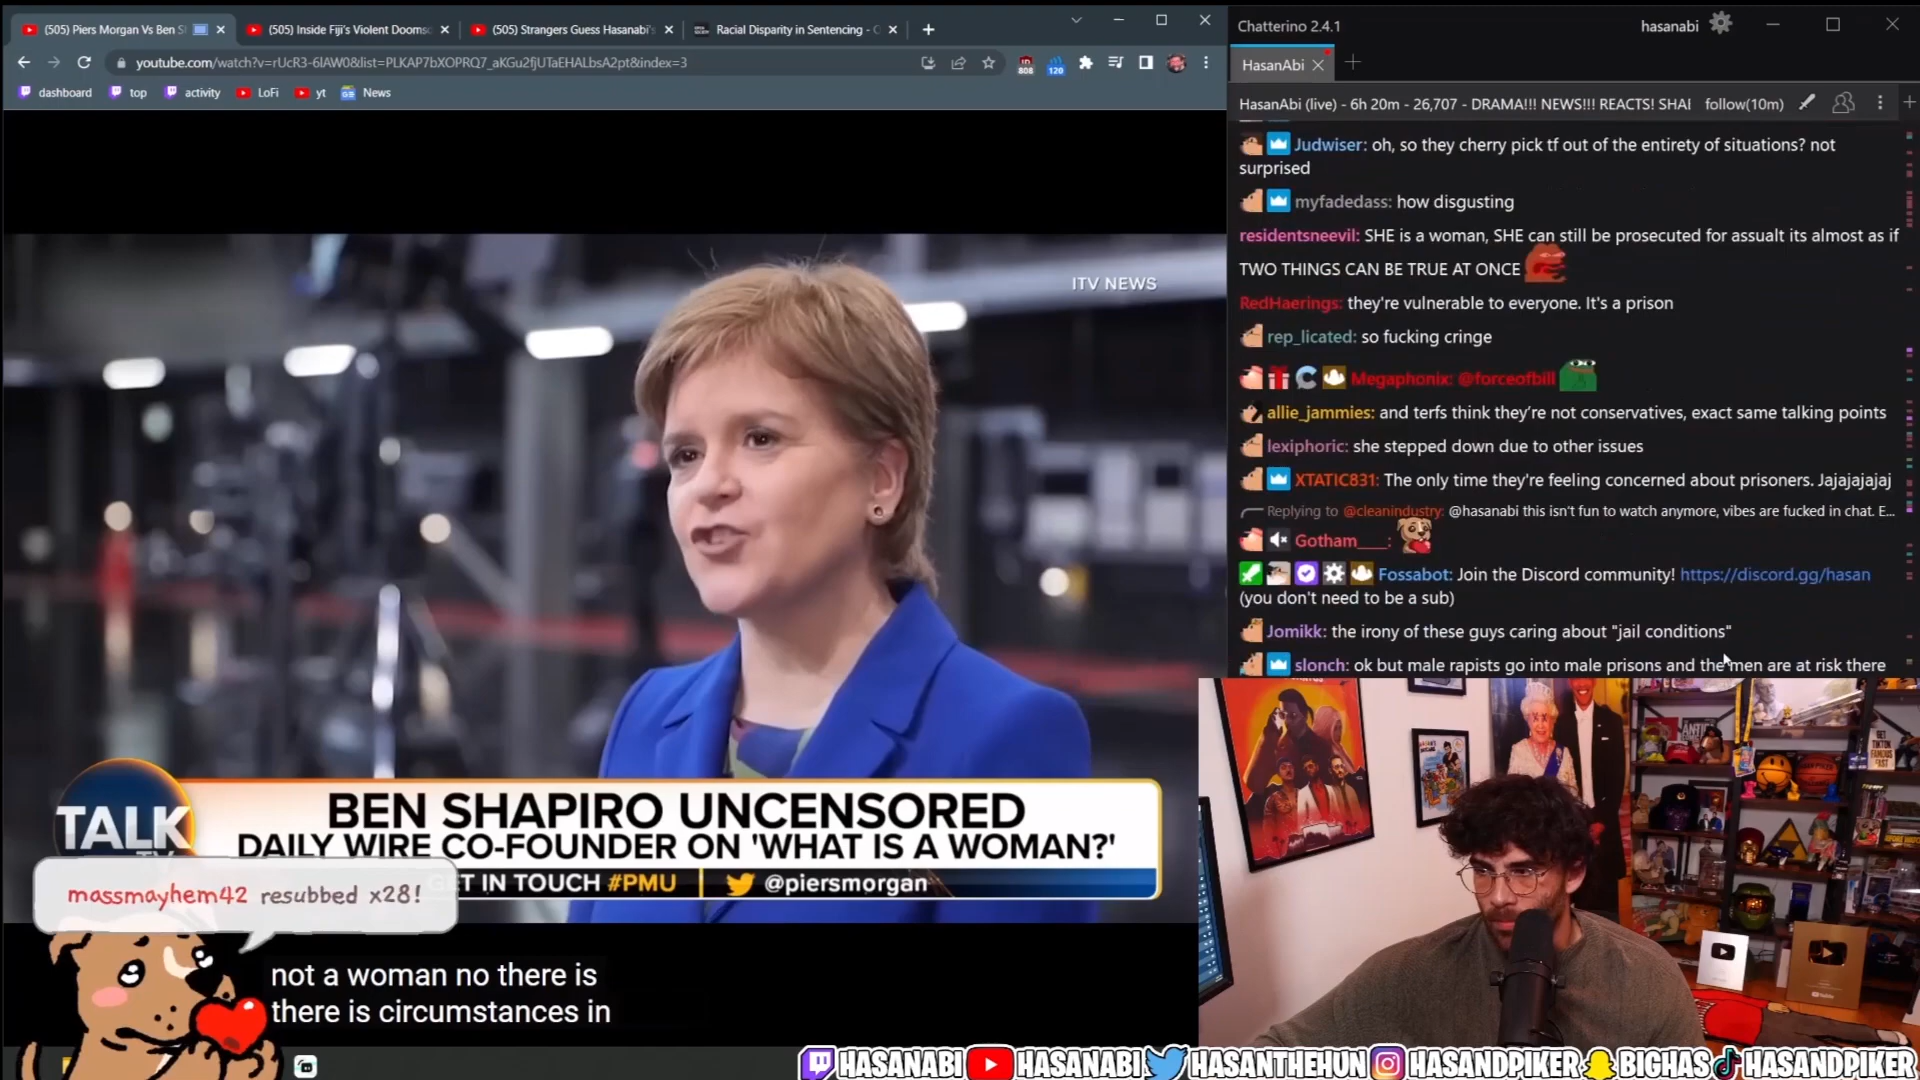 (505) Piers Morgan Vs Ben S
(505) Inside Fiji's Violent Doomsd
(505) Strangers Guess Hasanabi's
Racial Disparity in Sentencing - C
youtube.com/watch?v=rUcR3-6lAW0&list=PLKAP7bXOPRQ7_aKGu2fjUTaEHALbsA2pt&index=3
808
120
dashboard
top
activity
LoFi
yt
News
Chatterino 2.4.1
hasanabi
HasanAbi
HasanAbi (live) - 6h 20m - 26,707 - DRAMA!!! NEWS!!! REACTS! SHAI
follow(10m)
Judwiser: oh, so they cherry pick tf out of the entirety of situations? not
surprised
myfadedass: how disgusting
residentsneevil: SHE is a woman, SHE can still be prosecuted for assualt its almost as if
TWO THINGS CAN BE TRUE AT ONCE
RedHaerings: they're vulnerable to everyone. It's a prison
rep_licated: so fucking cringe
Megaphonix: @forceofbill
allie_jammies: and terfs think they're not conservatives, exact same talking points
lexiphoric: she stepped down due to other issues
XTATIC831: The only time they're feeling concerned about prisoners. Jajajajajaj
Replying to @cleanindustry: @hasanabi this isn't fun to watch anymore, vibes are fucked in chat. E...
Gotham____:
Fossabot: Join the Discord community! https://discord.gg/hasan
(you don't need to be a sub)
Jomikk: the irony of these guys caring about "jail conditions"
slonch: ok but male rapists go into male prisons and the men are at risk there
ITV NEWS
TALK
BEN SHAPIRO UNCENSORED
DAILY WIRE CO-FOUNDER ON 'WHAT IS A WOMAN?'
GET IN TOUCH #PMU
@piersmorgan
massmayhem42 resubbed x28!
not a woman no there is
there is circumstances in
HASANABI
HASANABI
HASANTHEHUN
HASANDPIKER
BIGHAS
HASANDPIKER